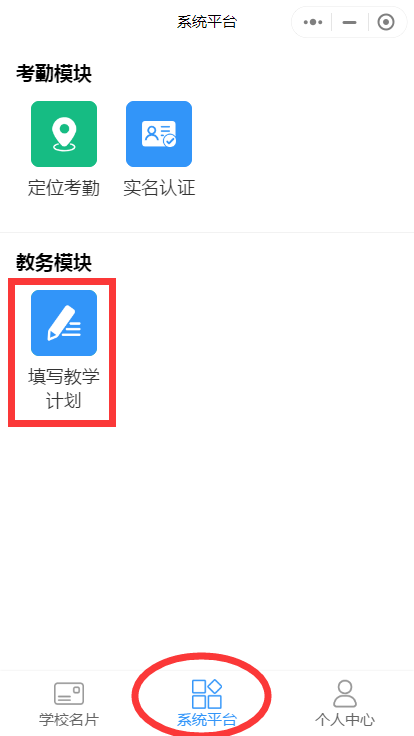 系统平台
考勤模块
定位考勤
实名认证
教务模块
填写教学
计划
学校名片
系统平台
个人中心